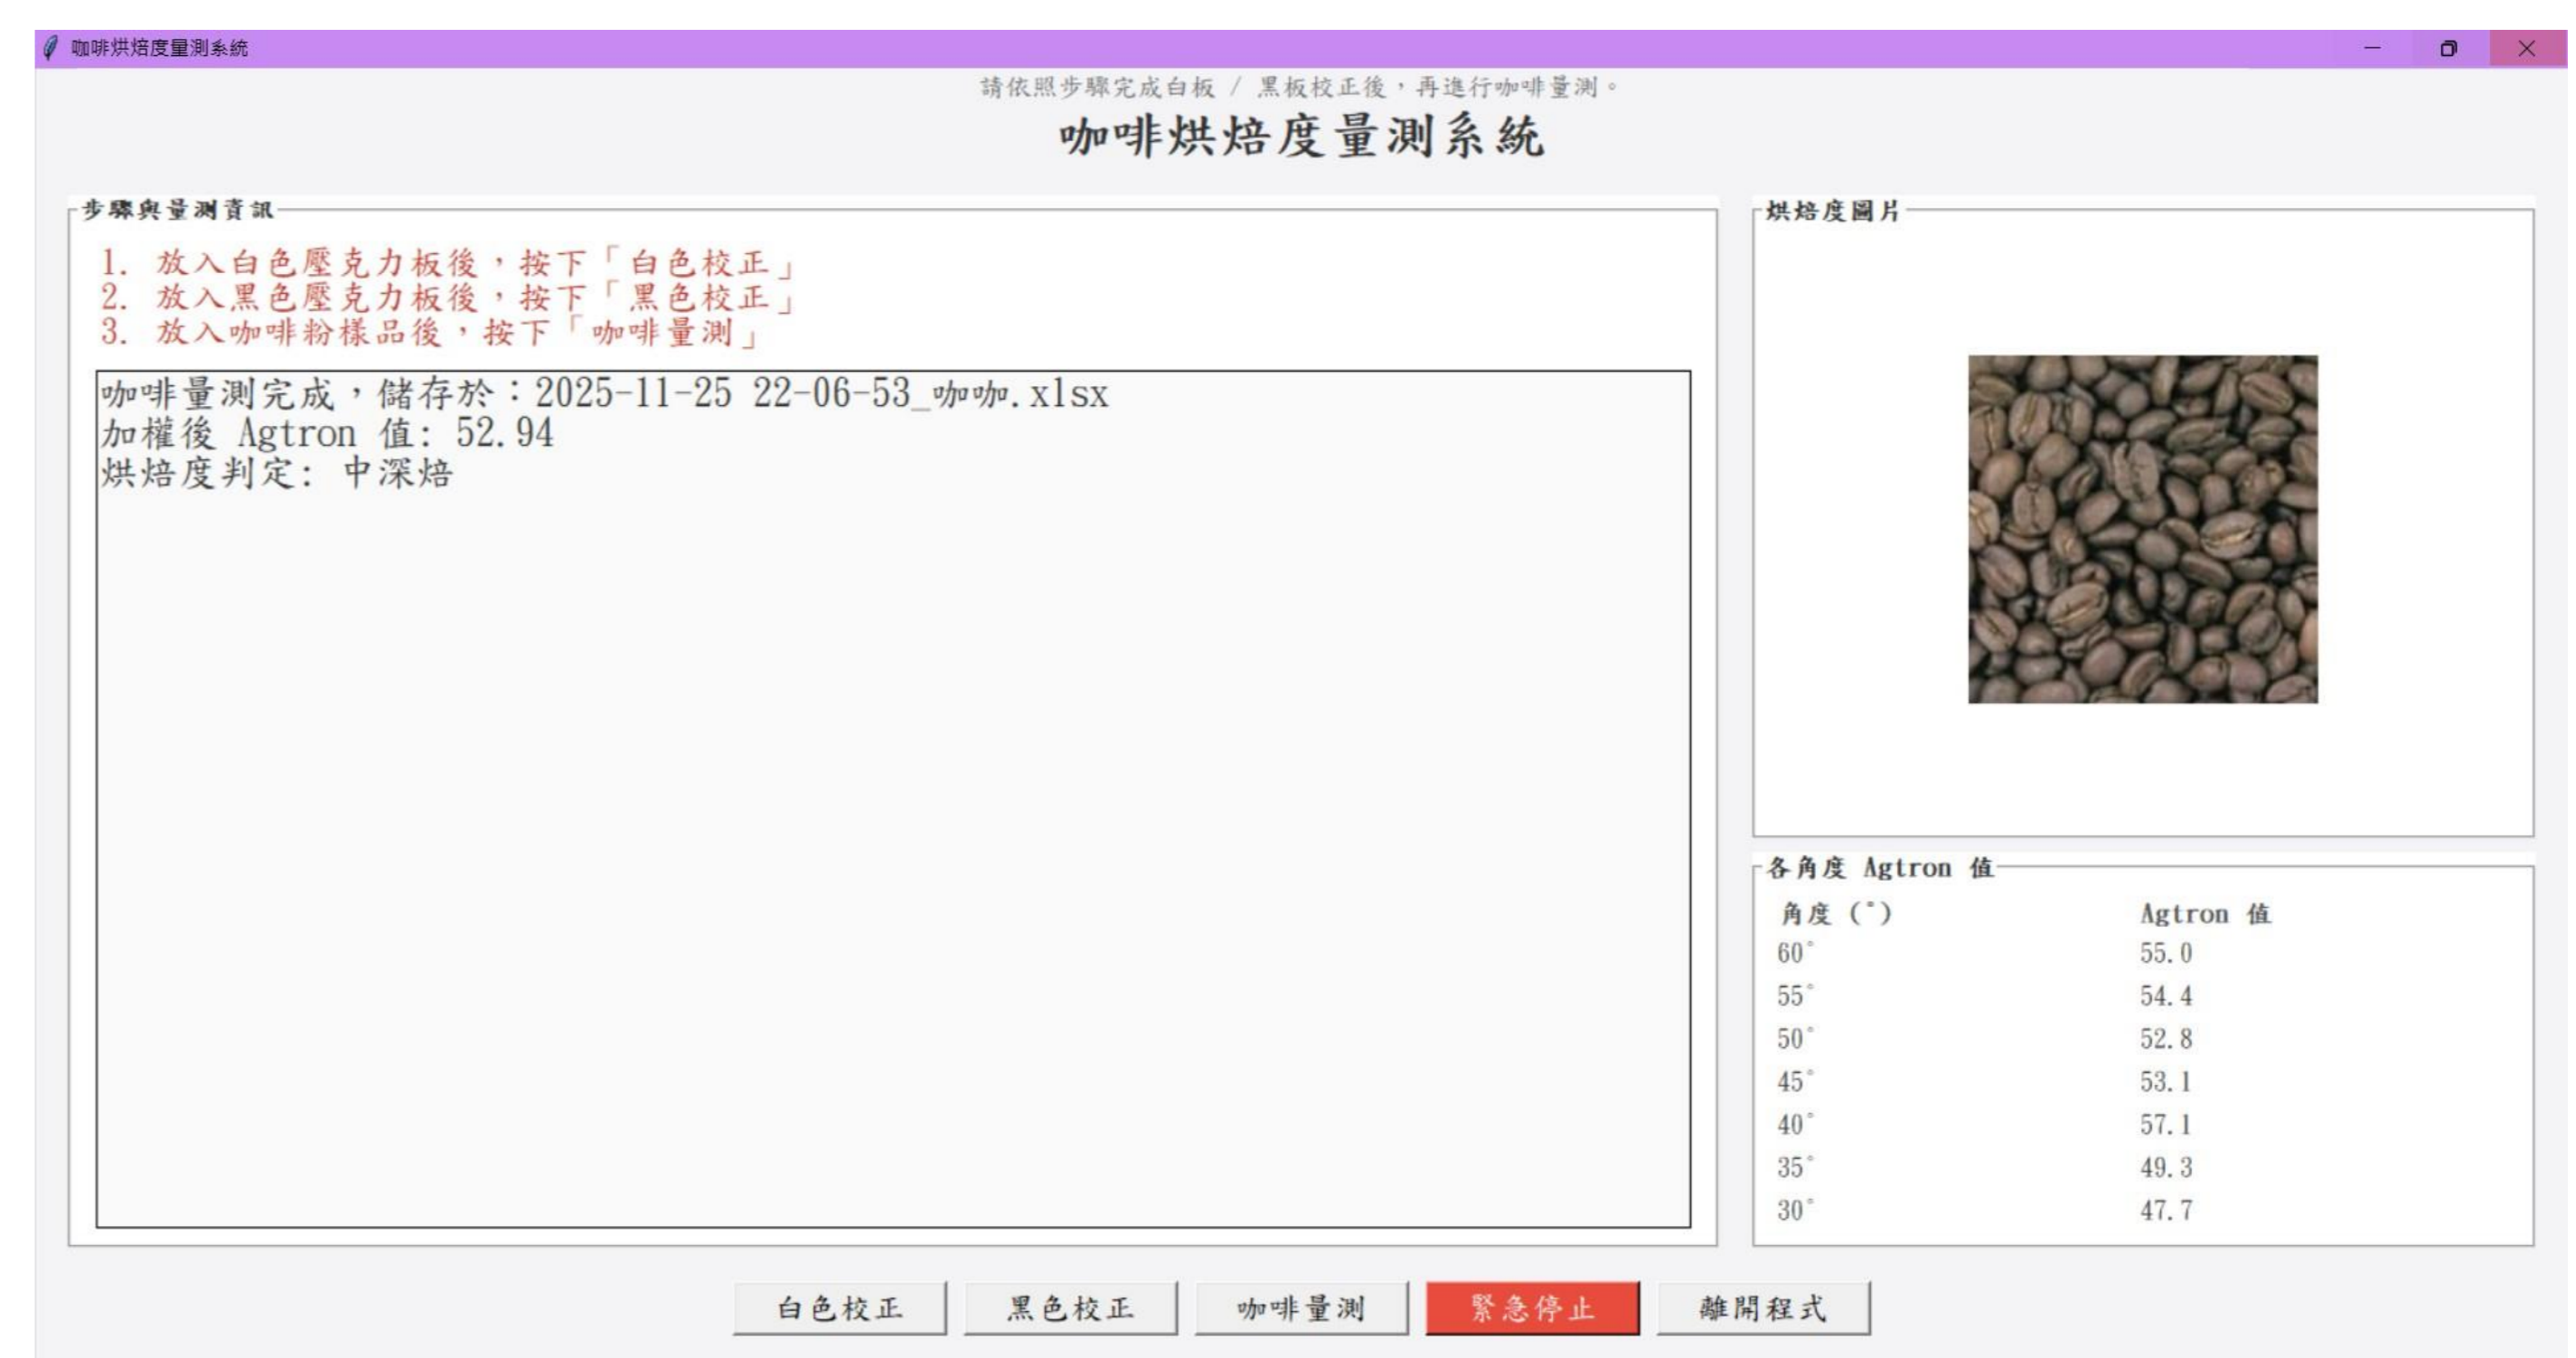 咖啡烘焙度量測系統
請依照步驟完成白板 / 黑板校正後，再進行咖啡量測。
咖啡烘焙度量測系統
步驟與量測資訊
1. 放入白色壓克力板後，按下「白色校正」
2. 放入黑色壓克力板後，按下「黑色校正」
3. 放入咖啡粉樣品後，按下「咖啡量測」
咖啡量測完成，儲存於：2025-11-25 22-06-53_咖咖.xlsx
加權後 Agtron 值: 52.94
烘焙度判定: 中深焙
烘焙度圖片
各角度 Agtron 值
角度 (°) Agtron 值
60° 55.0
55° 54.4
50° 52.8
45° 53.1
40° 57.1
35° 49.3
30° 47.7
白色校正 黑色校正 咖啡量測 緊急停止 離開程式